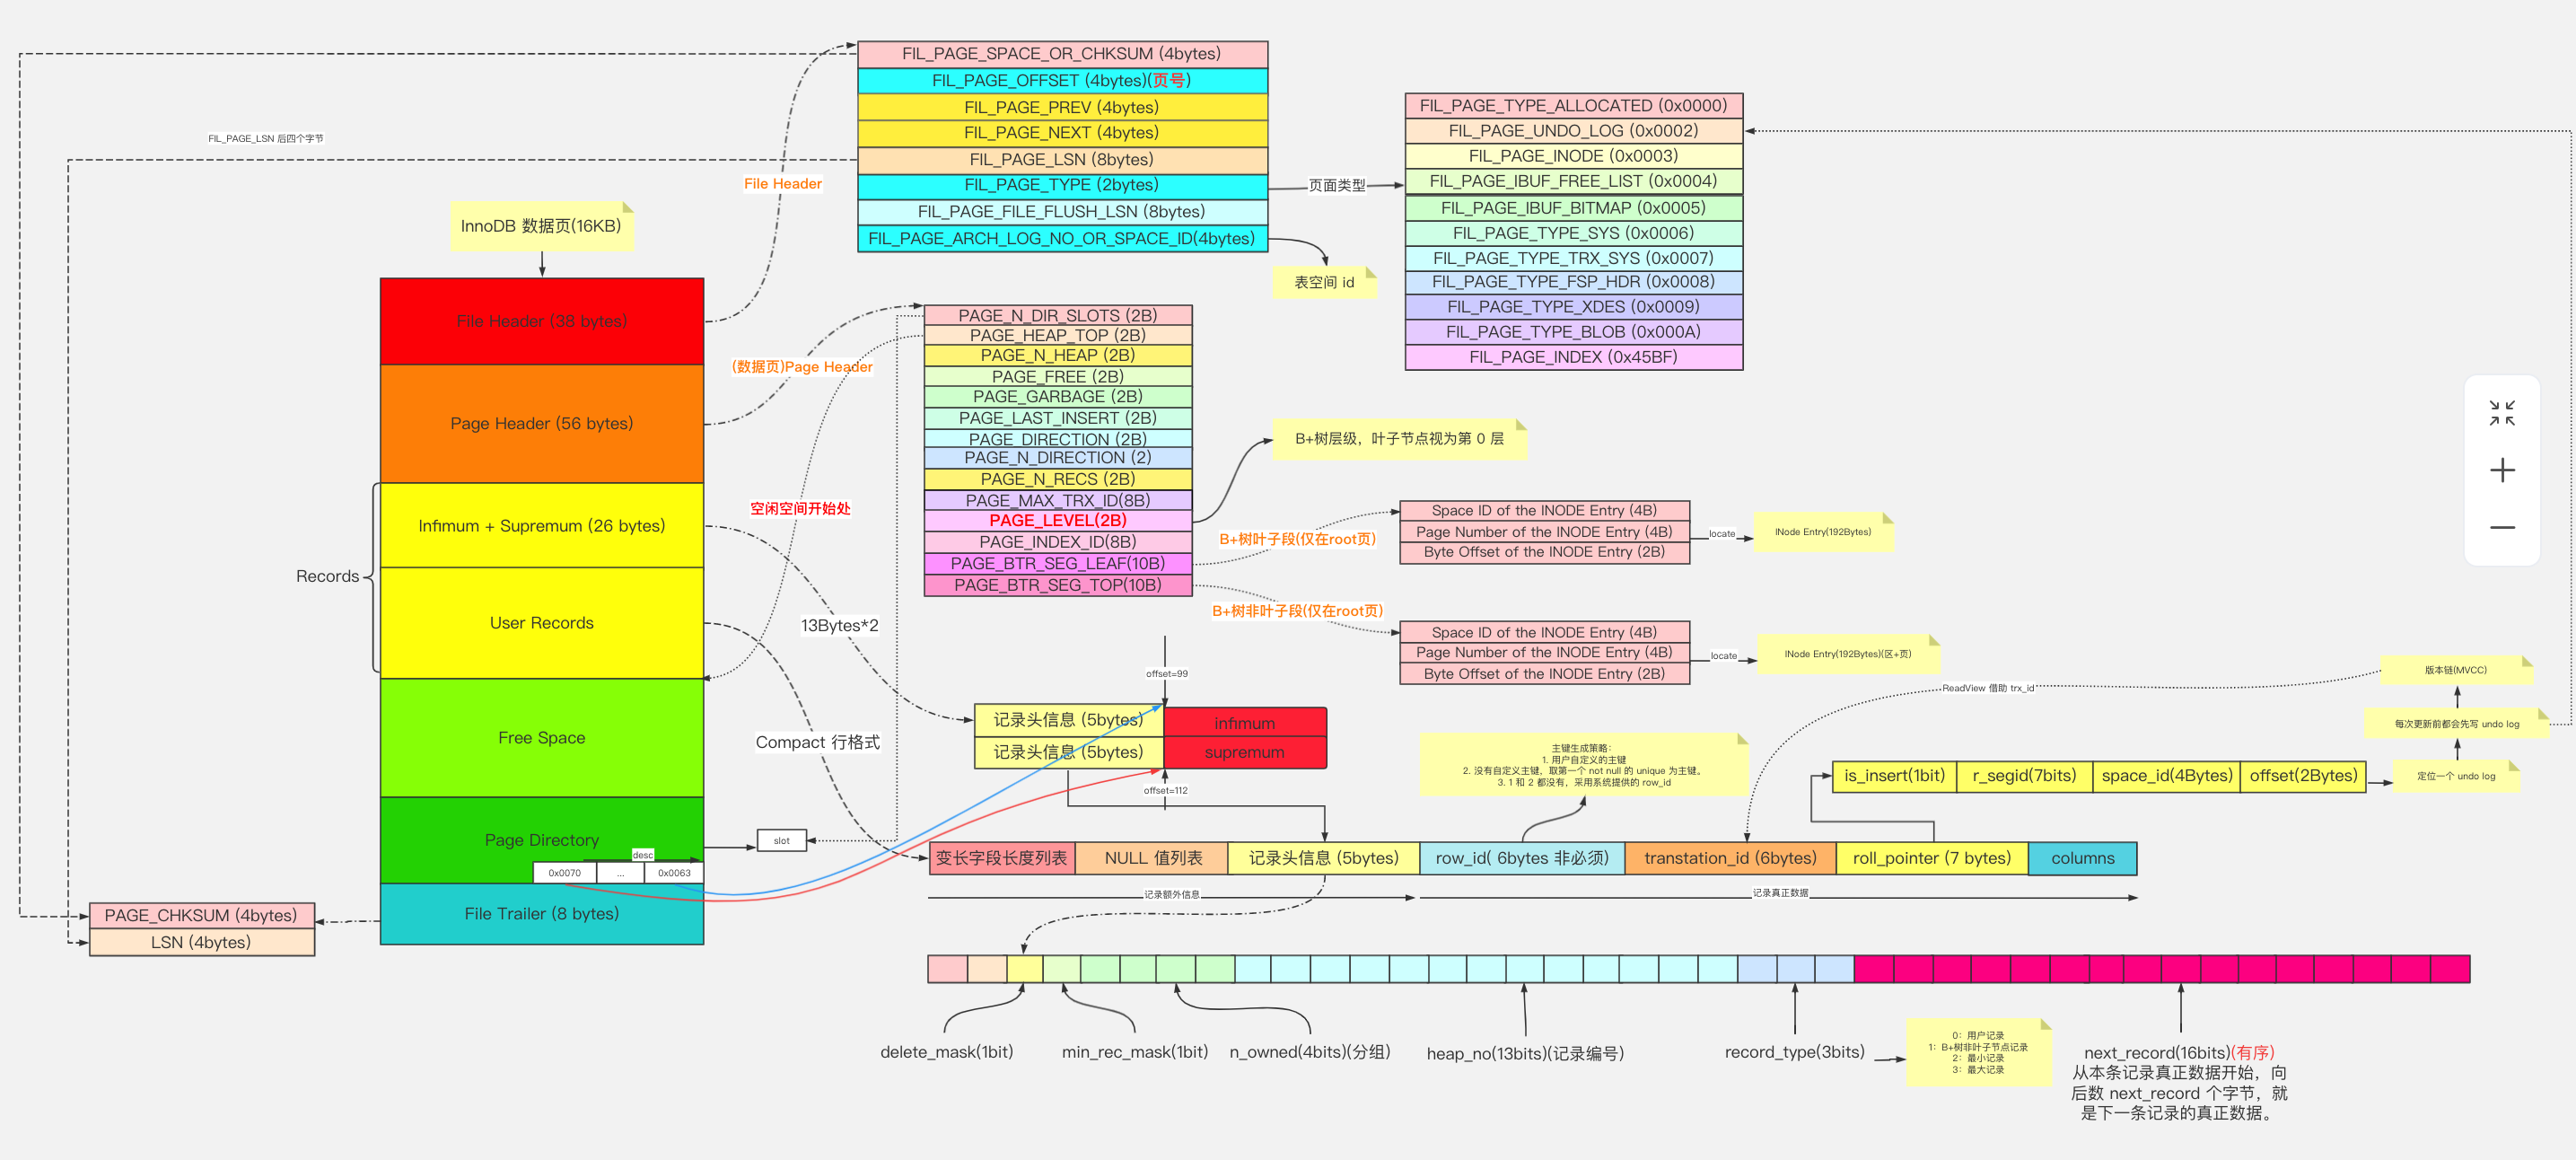 FIL_PAGE_SPACE_OR_CHKSUM (4bytes)
FIL_PAGE_OFFSET (4bytes)(页号)
FIL_PAGE_PREV (4bytes)
FIL_PAGE_NEXT (4bytes)
FIL_PAGE_LSN (8bytes)
FIL_PAGE_TYPE (2bytes)
FIL_PAGE_FILE_FLUSH_LSN (8bytes)
FIL_PAGE_ARCH_LOG_NO_OR_SPACE_ID(4bytes)
页面类型
表空间 id
FIL_PAGE_TYPE_ALLOCATED (0x0000)
FIL_PAGE_UNDO_LOG (0x0002)
FIL_PAGE_INODE (0x0003)
FIL_PAGE_IBUF_FREE_LIST (0x0004)
FIL_PAGE_IBUF_BITMAP (0x0005)
FIL_PAGE_TYPE_SYS (0x0006)
FIL_PAGE_TYPE_TRX_SYS (0x0007)
FIL_PAGE_TYPE_FSP_HDR (0x0008)
FIL_PAGE_TYPE_XDES (0x0009)
FIL_PAGE_TYPE_BLOB (0x000A)
FIL_PAGE_INDEX (0x45BF)
FIL_PAGE_LSN 后四个字节
File Header
InnoDB 数据页(16KB)
File Header (38 bytes)
Page Header (56 bytes)
Infimum + Supremum (26 bytes)
Records
User Records
Free Space
Page Directory
desc
0x0070
...
0x0063
File Trailer (8 bytes)
slot
PAGE_CHKSUM (4bytes)
LSN (4bytes)
(数据页)Page Header
空闲空间开始处
13Bytes*2
Compact 行格式
PAGE_N_DIR_SLOTS (2B)
PAGE_HEAP_TOP (2B)
PAGE_N_HEAP (2B)
PAGE_FREE (2B)
PAGE_GARBAGE (2B)
PAGE_LAST_INSERT (2B)
PAGE_DIRECTION (2B)
PAGE_N_DIRECTION (2)
PAGE_N_RECS (2B)
PAGE_MAX_TRX_ID(8B)
PAGE_LEVEL(2B)
PAGE_INDEX_ID(8B)
PAGE_BTR_SEG_LEAF(10B)
PAGE_BTR_SEG_TOP(10B)
B+树层级，叶子节点视为第 0 层
B+树叶子段(仅在root页)
Space ID of the INODE Entry (4B)
Page Number of the INODE Entry (4B)
Byte Offset of the INODE Entry (2B)
locate
INode Entry(192Bytes)
B+树非叶子段(仅在root页)
Space ID of the INODE Entry (4B)
Page Number of the INODE Entry (4B)
Byte Offset of the INODE Entry (2B)
locate
INode Entry(192Bytes)(区+页)
offset=99
记录头信息 (5bytes)
infimum
记录头信息 (5bytes)
supremum
offset=112
主键生成策略：
1. 用户自定义的主键
2. 没有自定义主键，取第一个 not null 的 unique 为主键。
3. 1 和 2 都没有，采用系统提供的 row_id
ReadView 借助 trx_id
版本链(MVCC)
每次更新前都会先写 undo log
定位一个 undo log
is_insert(1bit)
r_segid(7bits)
space_id(4Bytes)
offset(2Bytes)
变长字段长度列表
NULL 值列表
记录头信息 (5bytes)
row_id( 6bytes 非必须)
transtation_id (6bytes)
roll_pointer (7 bytes)
columns
记录额外信息
记录真正数据
delete_mask(1bit)
min_rec_mask(1bit)
n_owned(4bits)(分组)
heap_no(13bits)(记录编号)
record_type(3bits)
0：用户记录
1：B+树非叶子节点记录
2：最小记录
3：最大记录
next_record(16bits)(有序)
从本条记录真正数据开始，向
后数 next_record 个字节，就
是下一条记录的真正数据。